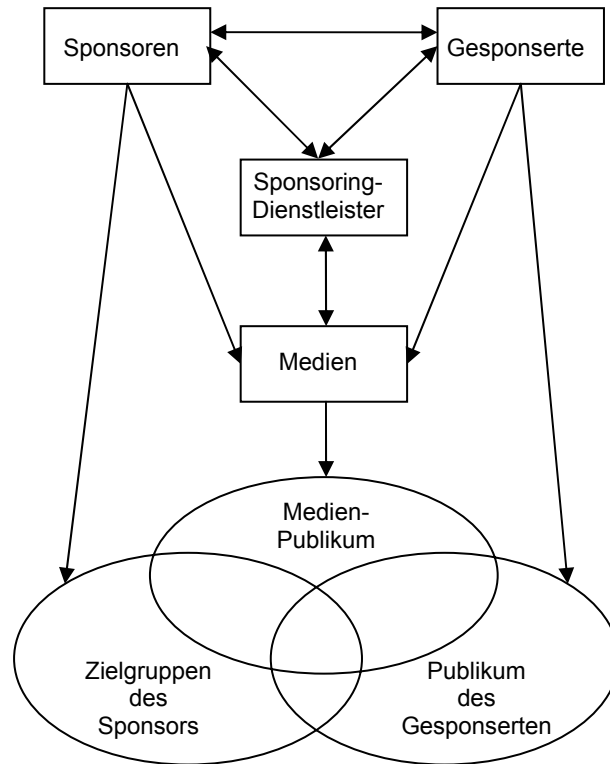 Sponsoren
Gesponserte
Sponsoring-
Dienstleister
Medien
Medien-
Publikum
Zielgruppen
des
Sponsors
Publikum
des
Gesponserten